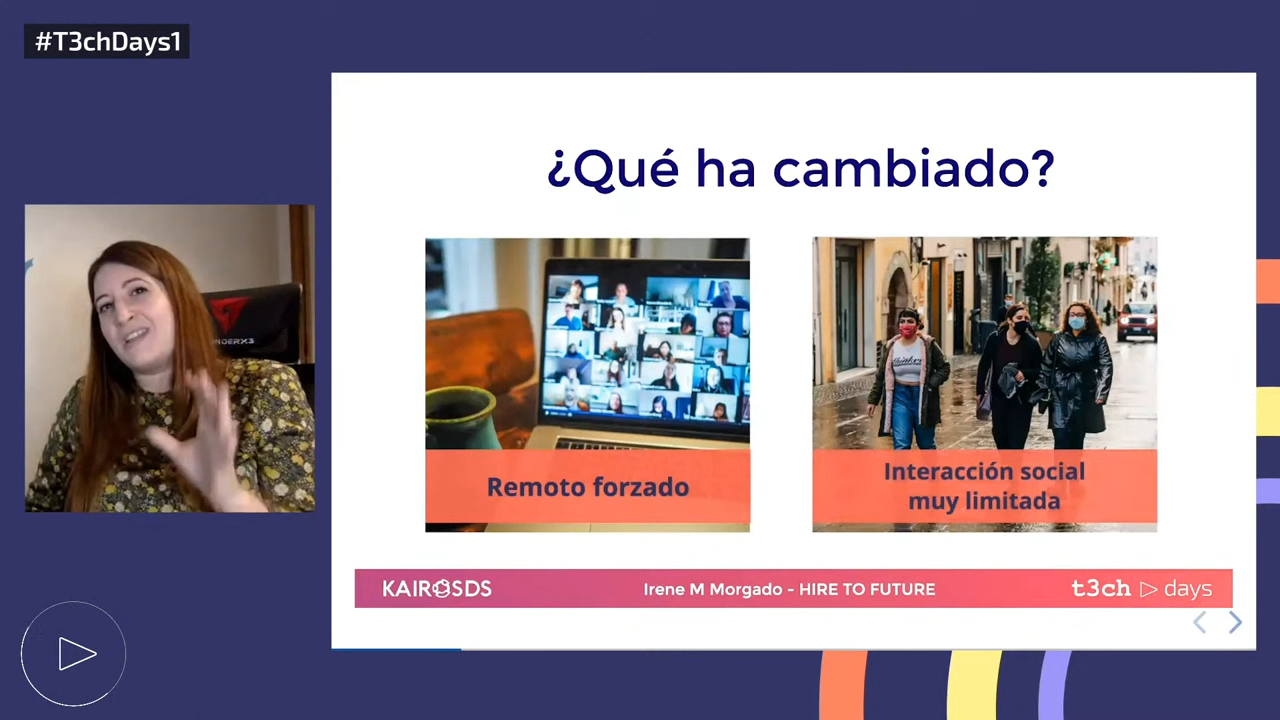 #T3chDays1
¿Qué ha cambiado?
Remoto forzado
Interacción social
muy limitada
KAIROSDS
Irene M Morgado - HIRE TO FUTURE
t3ch days